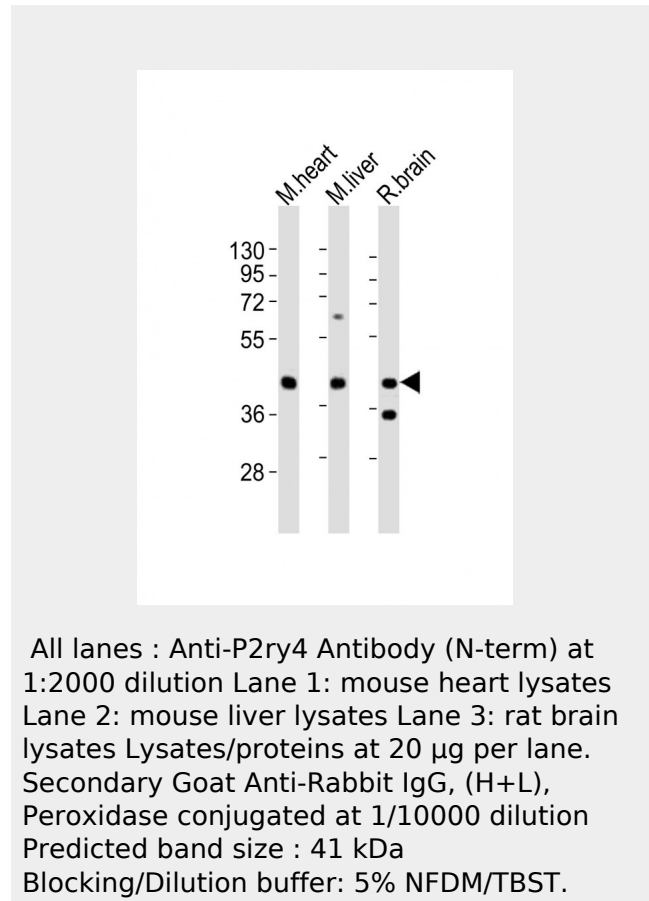 M.heart M.liver R.brain
130
95
72
55
36
28
All lanes : Anti-P2ry4 Antibody (N-term) at
1:2000 dilution Lane 1: mouse heart lysates
Lane 2: mouse liver lysates Lane 3: rat brain
lysates Lysates/proteins at 20 µg per lane.
Secondary Goat Anti-Rabbit IgG, (H+L),
Peroxidase conjugated at 1/10000 dilution
Predicted band size : 41 kDa
Blocking/Dilution buffer: 5% NFDM/TBST.